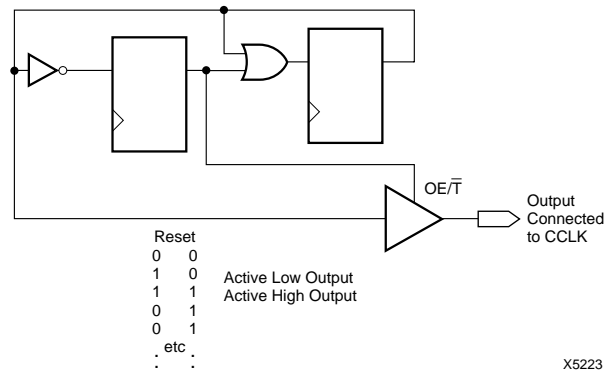 OE/T̅
Output
Connected
to CCLK
Reset
0 0
1 0
1 1
0 1
0 1
etc
. .
. .
Active Low Output
Active High Output
X5223